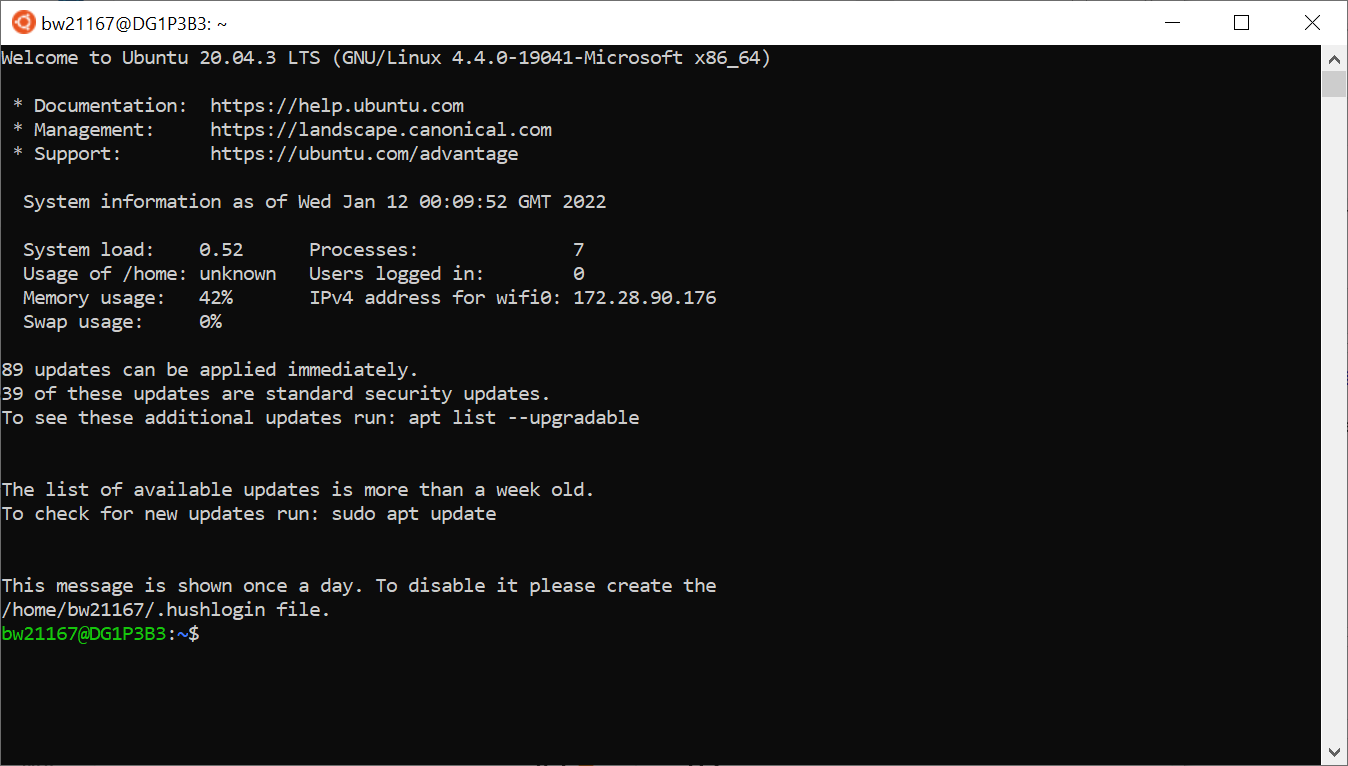 bw21167@DG1P3B3: ~
Welcome to Ubuntu 20.04.3 LTS (GNU/Linux 4.4.0-19041-Microsoft x86_64)
* Documentation:  https://help.ubuntu.com
* Management:     https://landscape.canonical.com
* Support:        https://ubuntu.com/advantage
System information as of Wed Jan 12 00:09:52 GMT 2022
System load:    0.52      Processes:              7
Usage of /home: unknown   Users logged in:        0
Memory usage:   42%       IPv4 address for wifi0: 172.28.90.176
Swap usage:     0%
89 updates can be applied immediately.
39 of these updates are standard security updates.
To see these additional updates run: apt list --upgradable
The list of available updates is more than a week old.
To check for new updates run: sudo apt update
This message is shown once a day. To disable it please create the
/home/bw21167/.hushlogin file.
bw21167@DG1P3B3:~$